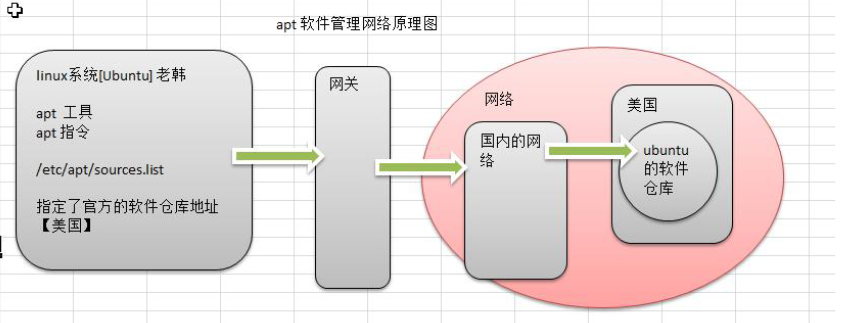 apt 软件管理网络原理图
linux系统[Ubuntu] 老韩
apt 工具
apt 指令
/etc/apt/sources.list
指定了官方的软件仓库地址
【美国】
网关
网络
国内的网
络
美国
ubuntu
的软件
仓库